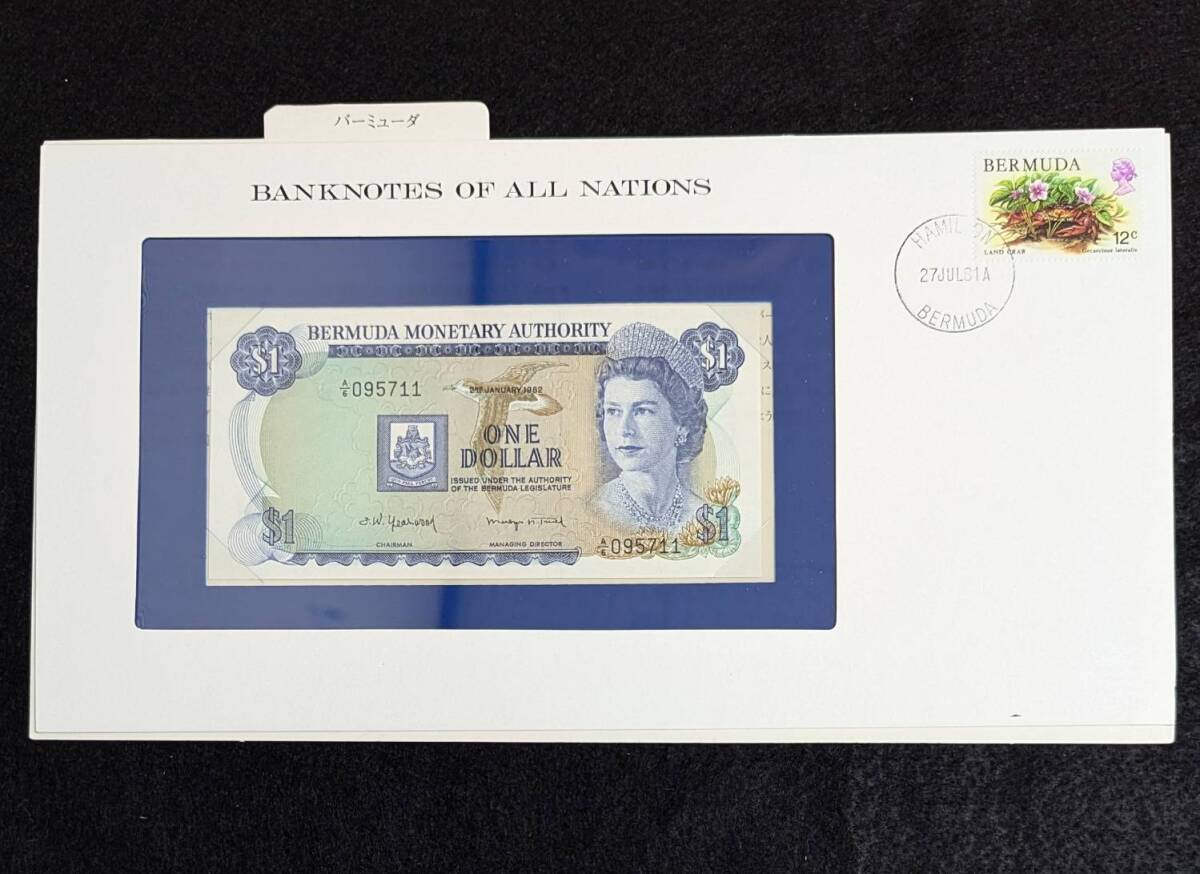 バーミューダ
BANKNOTES OF ALL NATIONS
BERMUDA
12c
LAND CRAB
Gecarcinus lateralis
HAMILTON
27JUL81A
BERMUDA
BERMUDA MONETARY AUTHORITY
$1
$1
A/6 095711
2ND JANUARY 1982
ONE
DOLLAR
ISSUED UNDER THE AUTHORITY
OF THE BERMUDA LEGISLATURE
$1
CHAIRMAN
MANAGING DIRECTOR
$1
A/6 095711